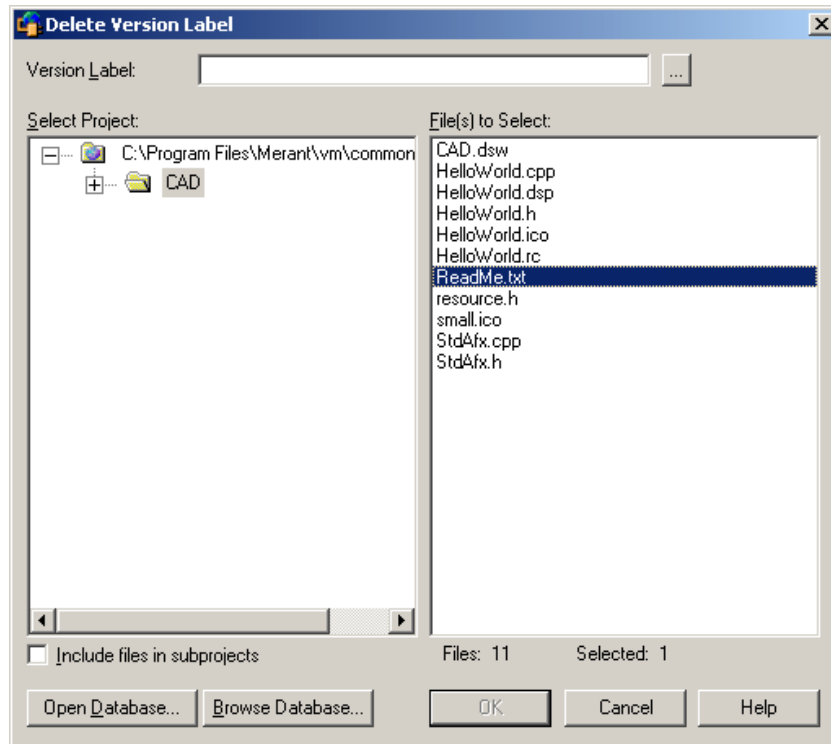 Delete Version Label
Version Label:
...
Select Project:
C:\Program Files\Merant\vm\common
CAD
File(s) to Select:
CAD.dsw
HelloWorld.cpp
HelloWorld.dsp
HelloWorld.h
HelloWorld.ico
HelloWorld.rc
ReadMe.txt
resource.h
small.ico
StdAfx.cpp
StdAfx.h
Include files in subprojects
Files: 11 Selected: 1
Open Database... Browse Database... OK Cancel Help